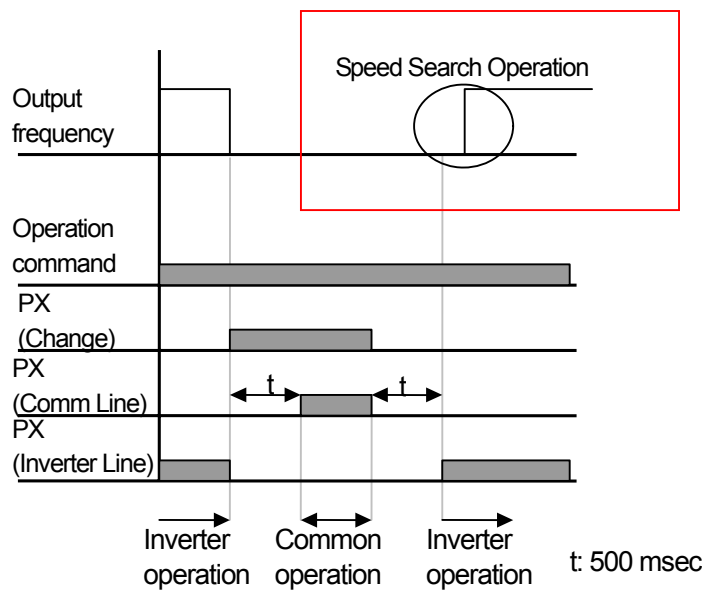 Speed Search Operation
Output
frequency
Operation
command
PX
(Change)
PX
(Comm Line)
t
t
PX
(Inverter Line)
Inverter
operation
Common
operation
Inverter
operation
t: 500 msec